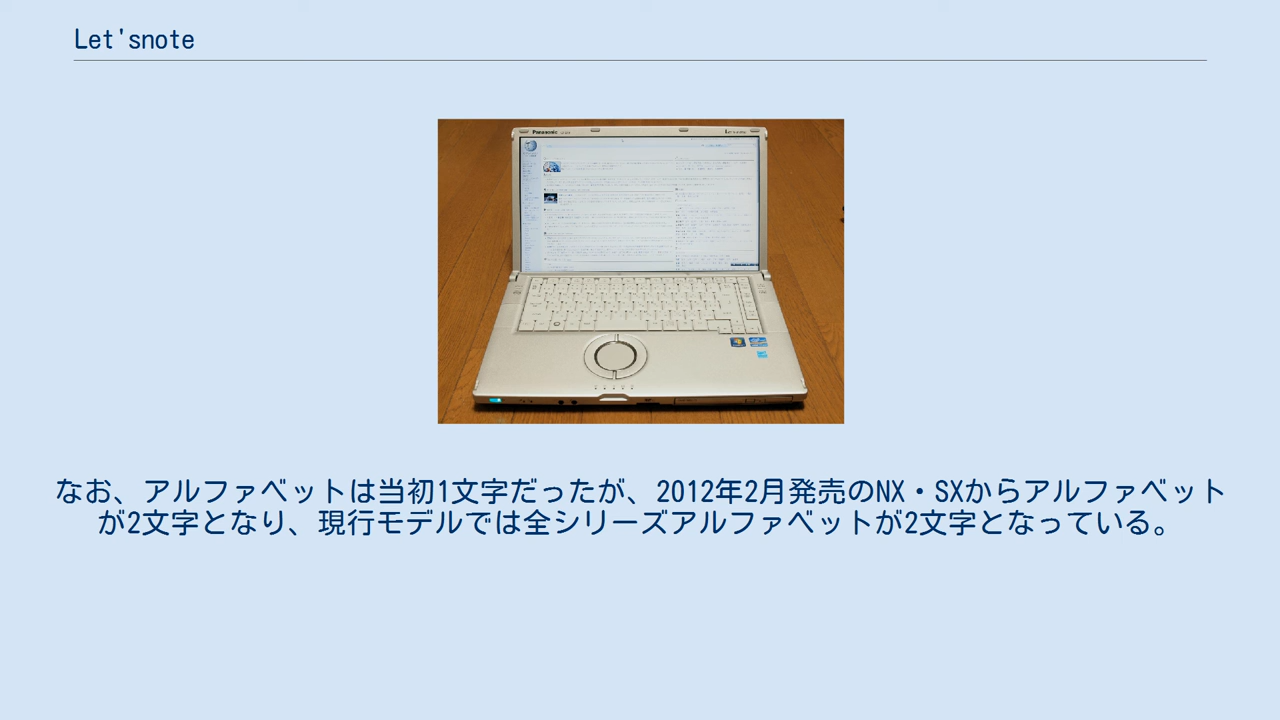 Let'snote
Panasonic
なお、アルファベットは当初1文字だったが、2012年2月発売のNX・SXからアルファベット
が2文字となり、現行モデルでは全シリーズアルファベットが2文字となっている。